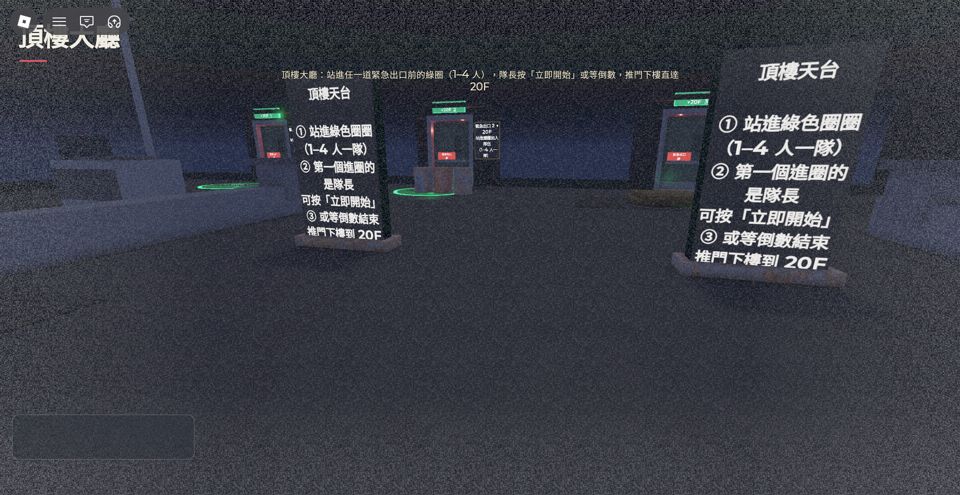 頂樓大廳
頂樓大廳：站進任一道緊急出口前的綠圈（1–4 人），隊長按「立即開始」或等倒數，推門下樓直達
20F
頂樓天台
① 站進綠色圈圈
（1–4 人一隊）
② 第一個進圈的
是隊長
可按「立即開始」
③ 或等倒數結束
推門下樓到 20F
頂樓天台
① 站進綠色圈圈
（1–4 人一隊）
② 第一個進圈的
是隊長
可按「立即開始」
③ 或等倒數結束
推門下樓到 20F
20F